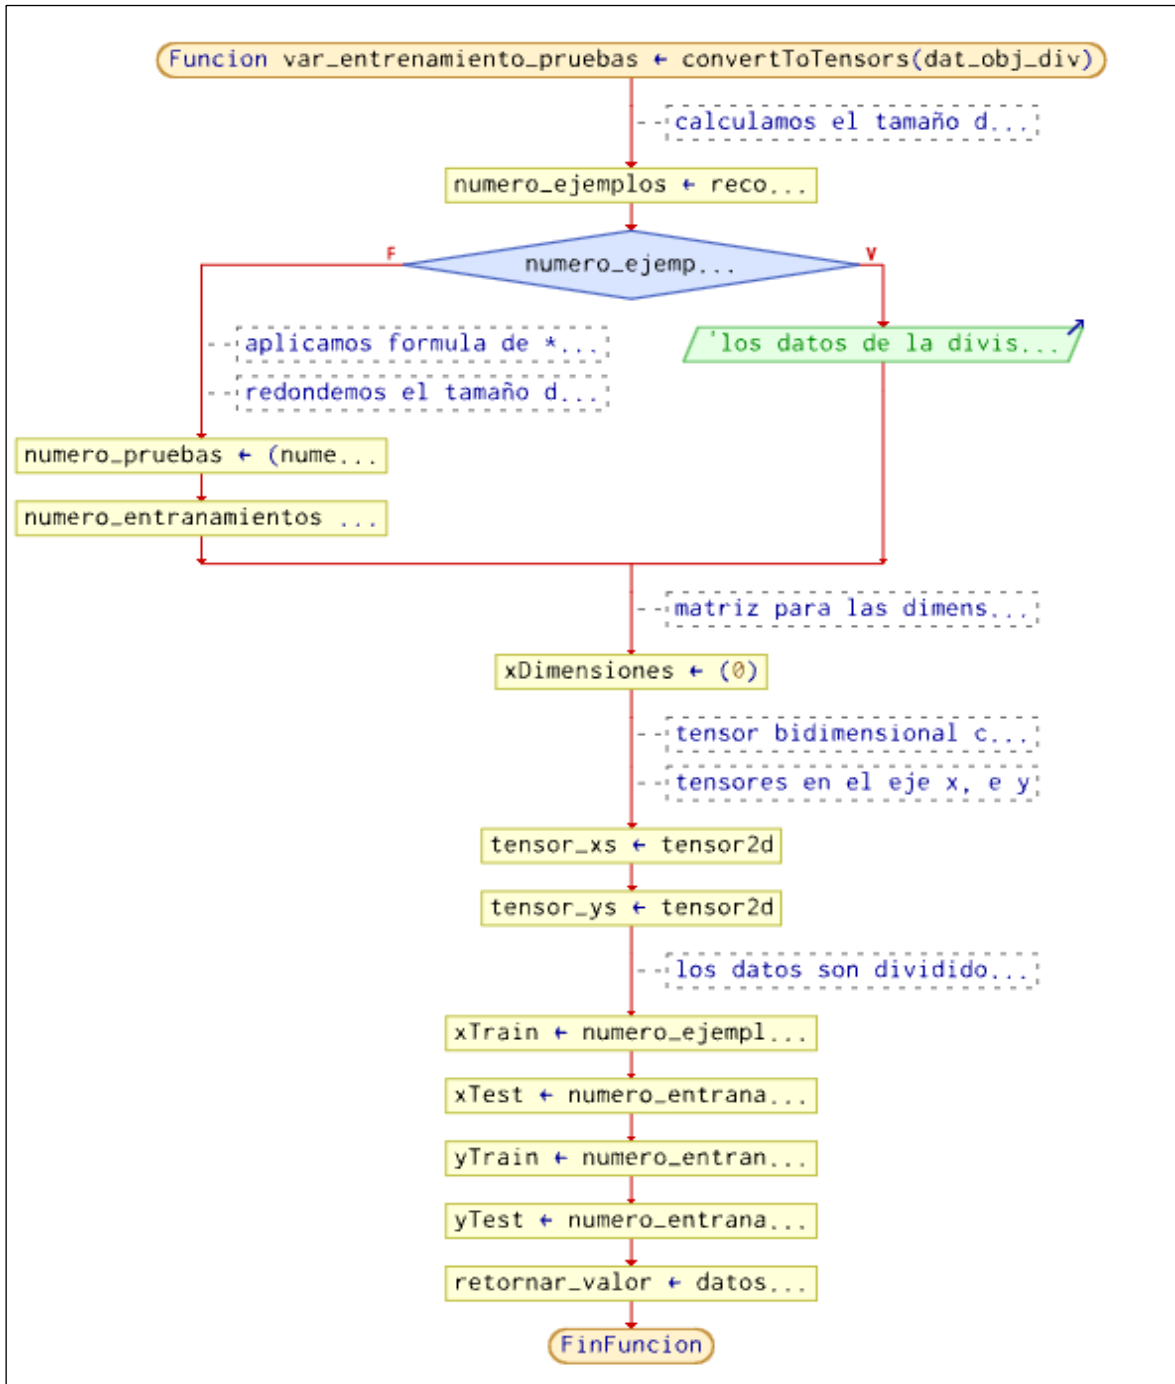 Funcion var_entrenamiento_pruebas ← convertToTensors(dat_obj_div)
calculamos el tamaño d...
numero_ejemplos ← reco...
F
V
numero_ejemp...
'los datos de la divis...
aplicamos formula de *...
redondemos el tamaño d...
numero_pruebas ← (nume...
numero_entranamientos ...
matriz para las dimens...
xDimensiones ← (0)
tensor bidimensional c...
tensores en el eje x, e y
tensor_xs ← tensor2d
tensor_ys ← tensor2d
los datos son dividido...
xTrain ← numero_ejempl...
xTest ← numero_entrana...
yTrain ← numero_entran...
yTest ← numero_entrana...
retornar_valor ← datos...
FinFuncion